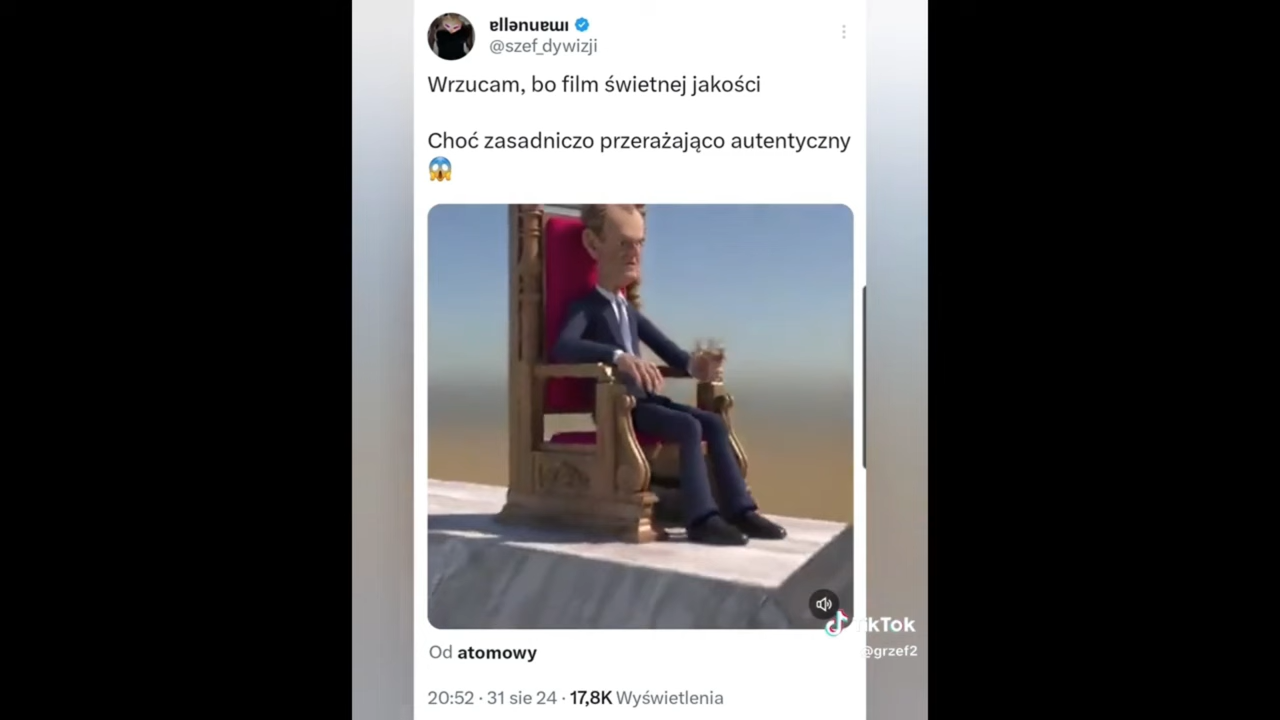 ɐllǝnuɐɯı
@szef_dywizji
Wrzucam, bo film świetnej jakości
Choć zasadniczo przerażająco autentyczny
😱
Od atomowy
20:52 · 31 sie 24 · 17,8K Wyświetlenia
TikTok
@grzef2